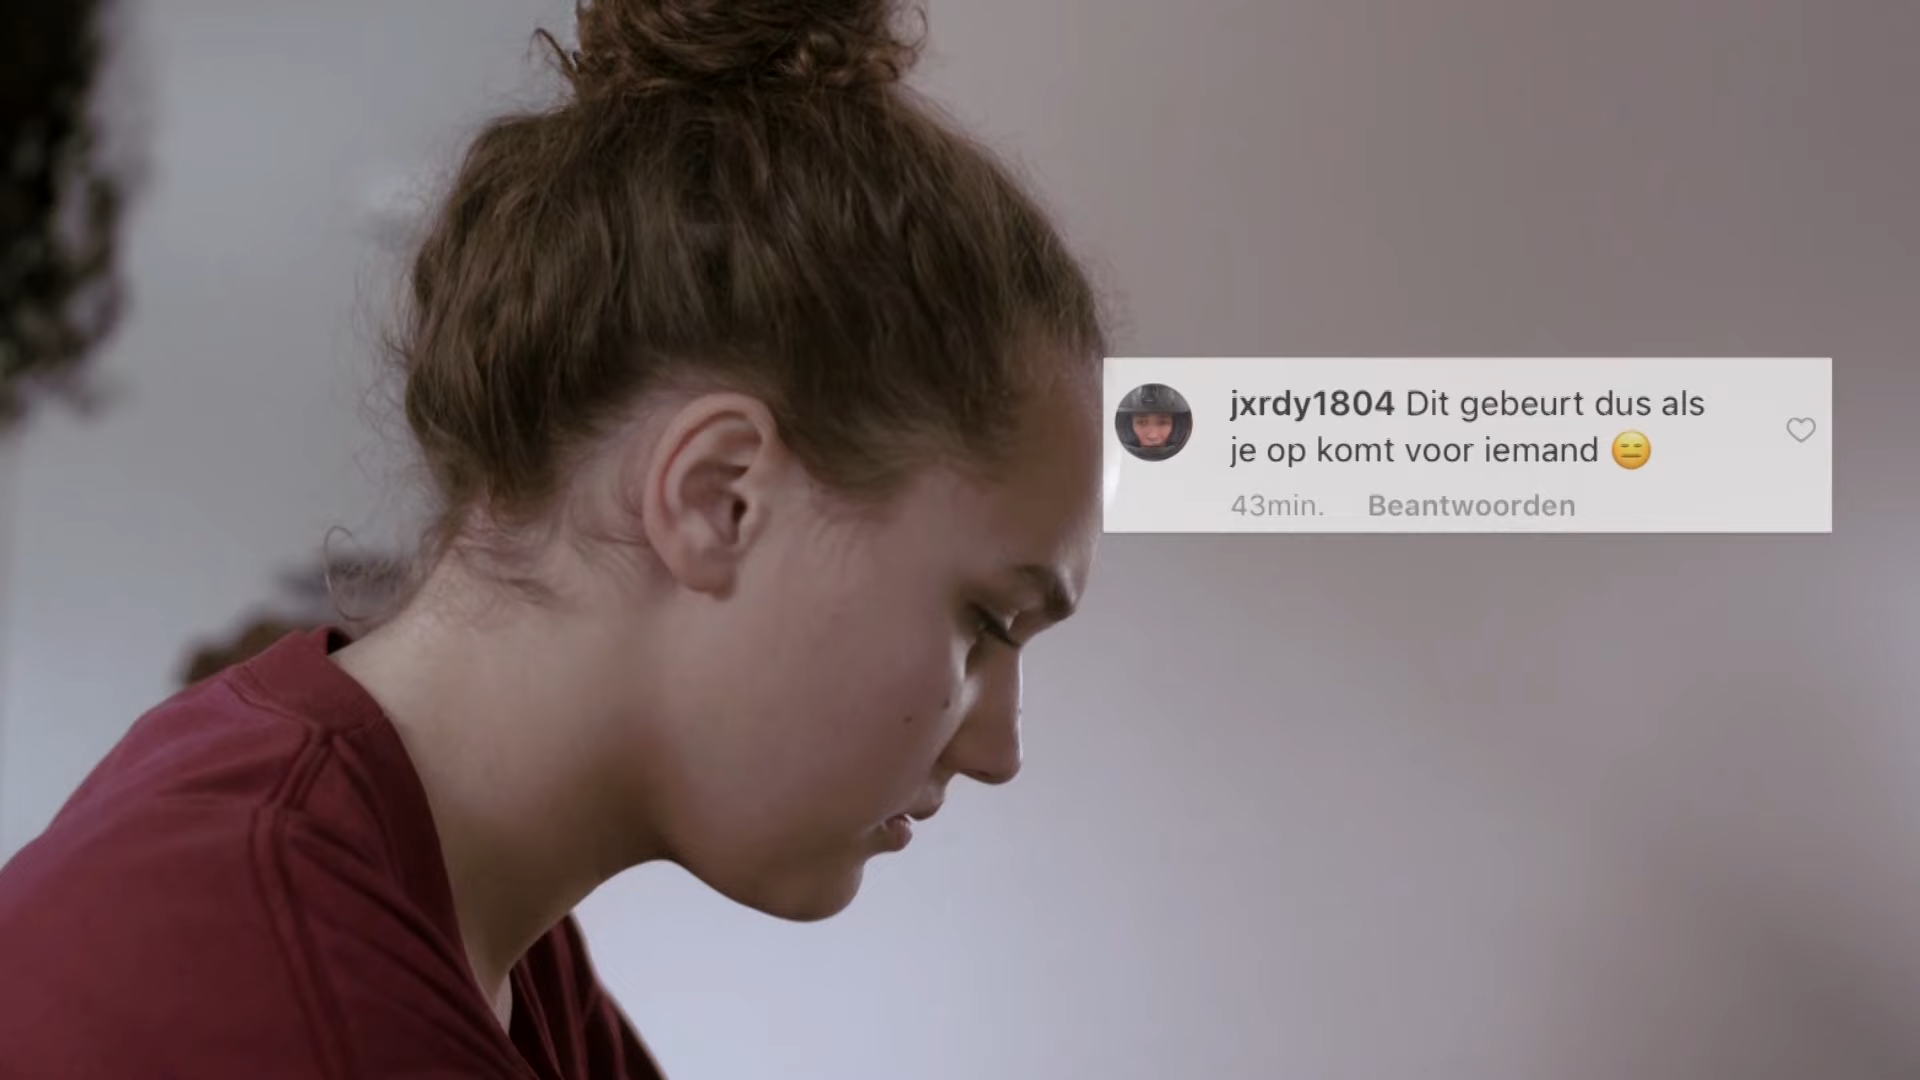 jxrdy1804 Dit gebeurt dus als
je op komt voor iemand 😑
43min. Beantwoorden